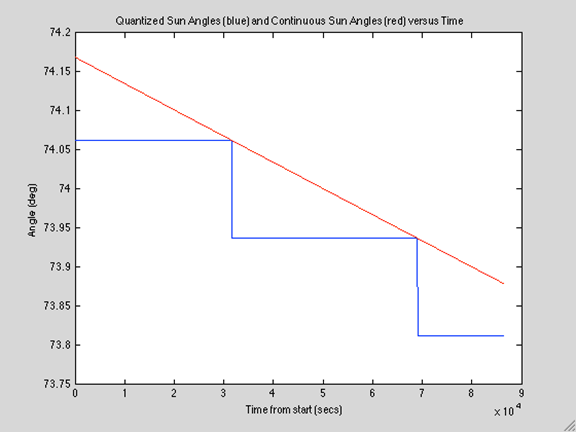 Quantized Sun Angles (blue) and Continuous Sun Angles (red) versus Time
74.2
74.15
74.1
74.05
74
73.95
73.9
73.85
73.8
73.75
Angle (deg)
0 1 2 3 4 5 6 7 8 9
Time from start (secs)
x 10 4